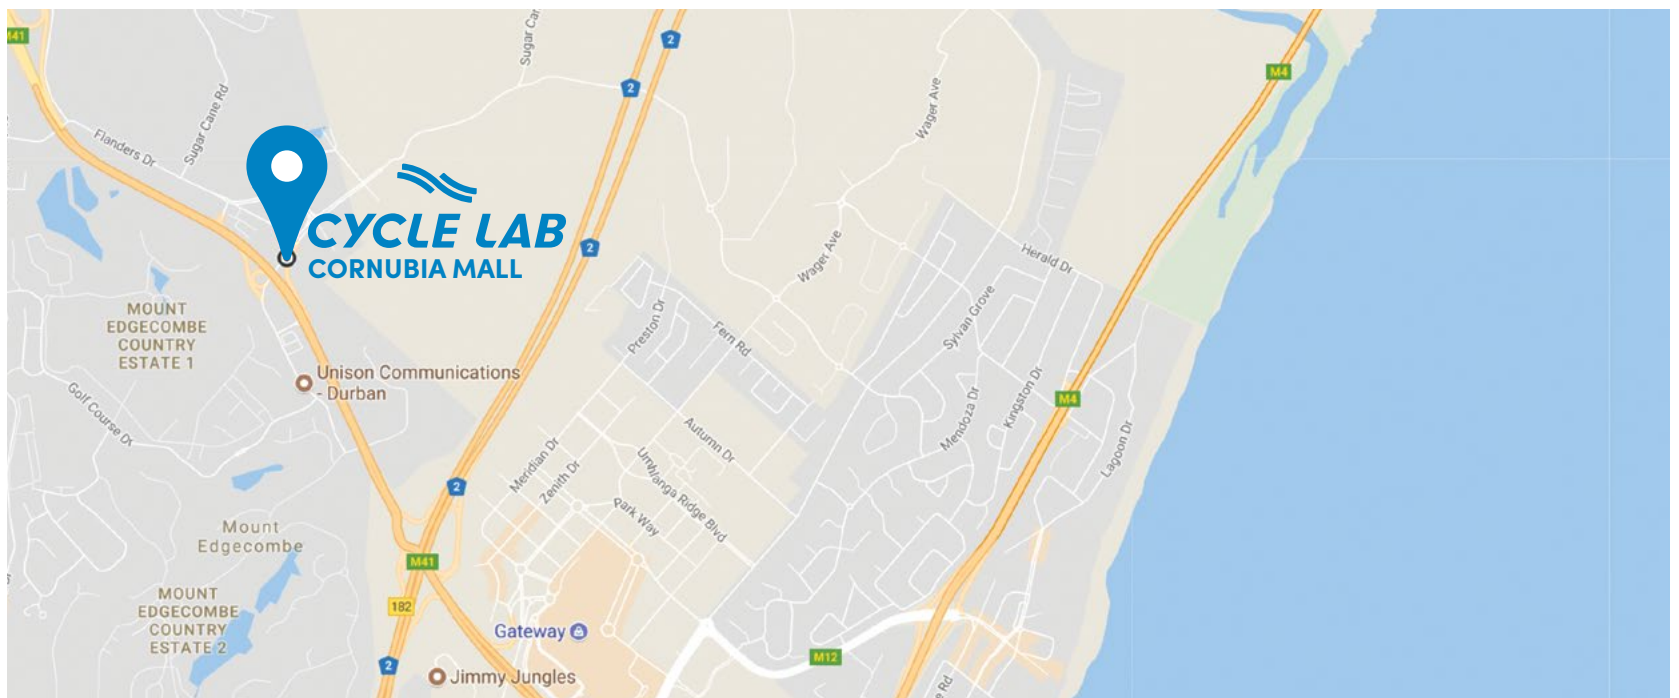 M41
Sugar Cane Rd
Flanders Dr
2
2
M4
Wager Ave
CYCLE LAB
CORNUBIA MALL
2
Wager Ave
Herald Dr
MOUNT
EDGECOMBE
COUNTRY
ESTATE 1
Preston Dr
Fern Rd
Sylvan Grove
Unison Communications
- Durban
Golf Course Dr
M4
Mendoza Dr
Kingston Dr
Lagoon Dr
Autumn Dr
Meridian Dr
Zenith Dr
Umhlanga Ridge Blvd
Park Way
2
Mount
Edgecombe
M41
182
MOUNT
EDGECOMBE
COUNTRY
ESTATE 2
Gateway
M12
2
Jimmy Jungles